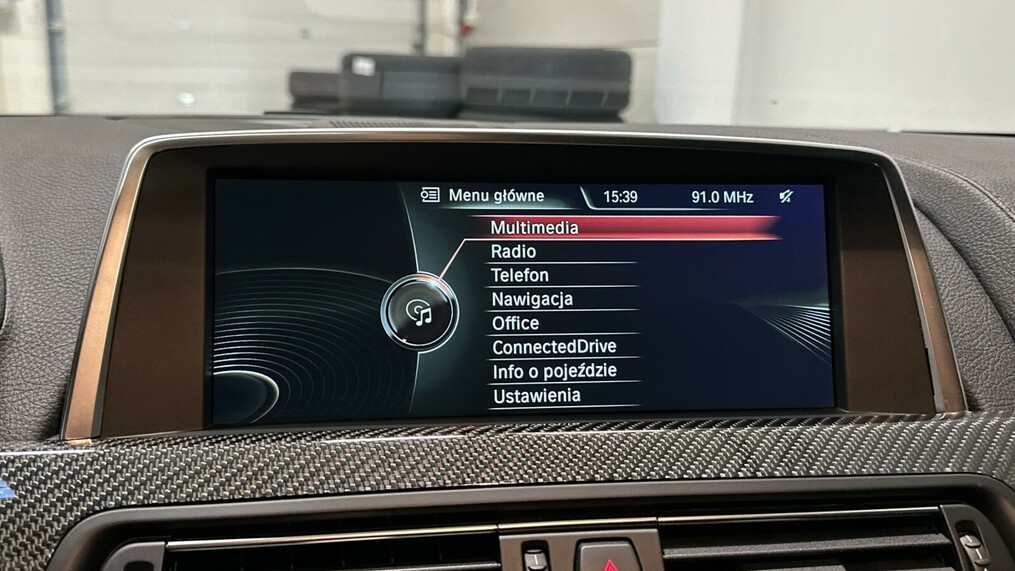 Menu główne 15:39 91.0 MHz
Multimedia
Radio
Telefon
Nawigacja
Office
ConnectedDrive
Info o pojeździe
Ustawienia